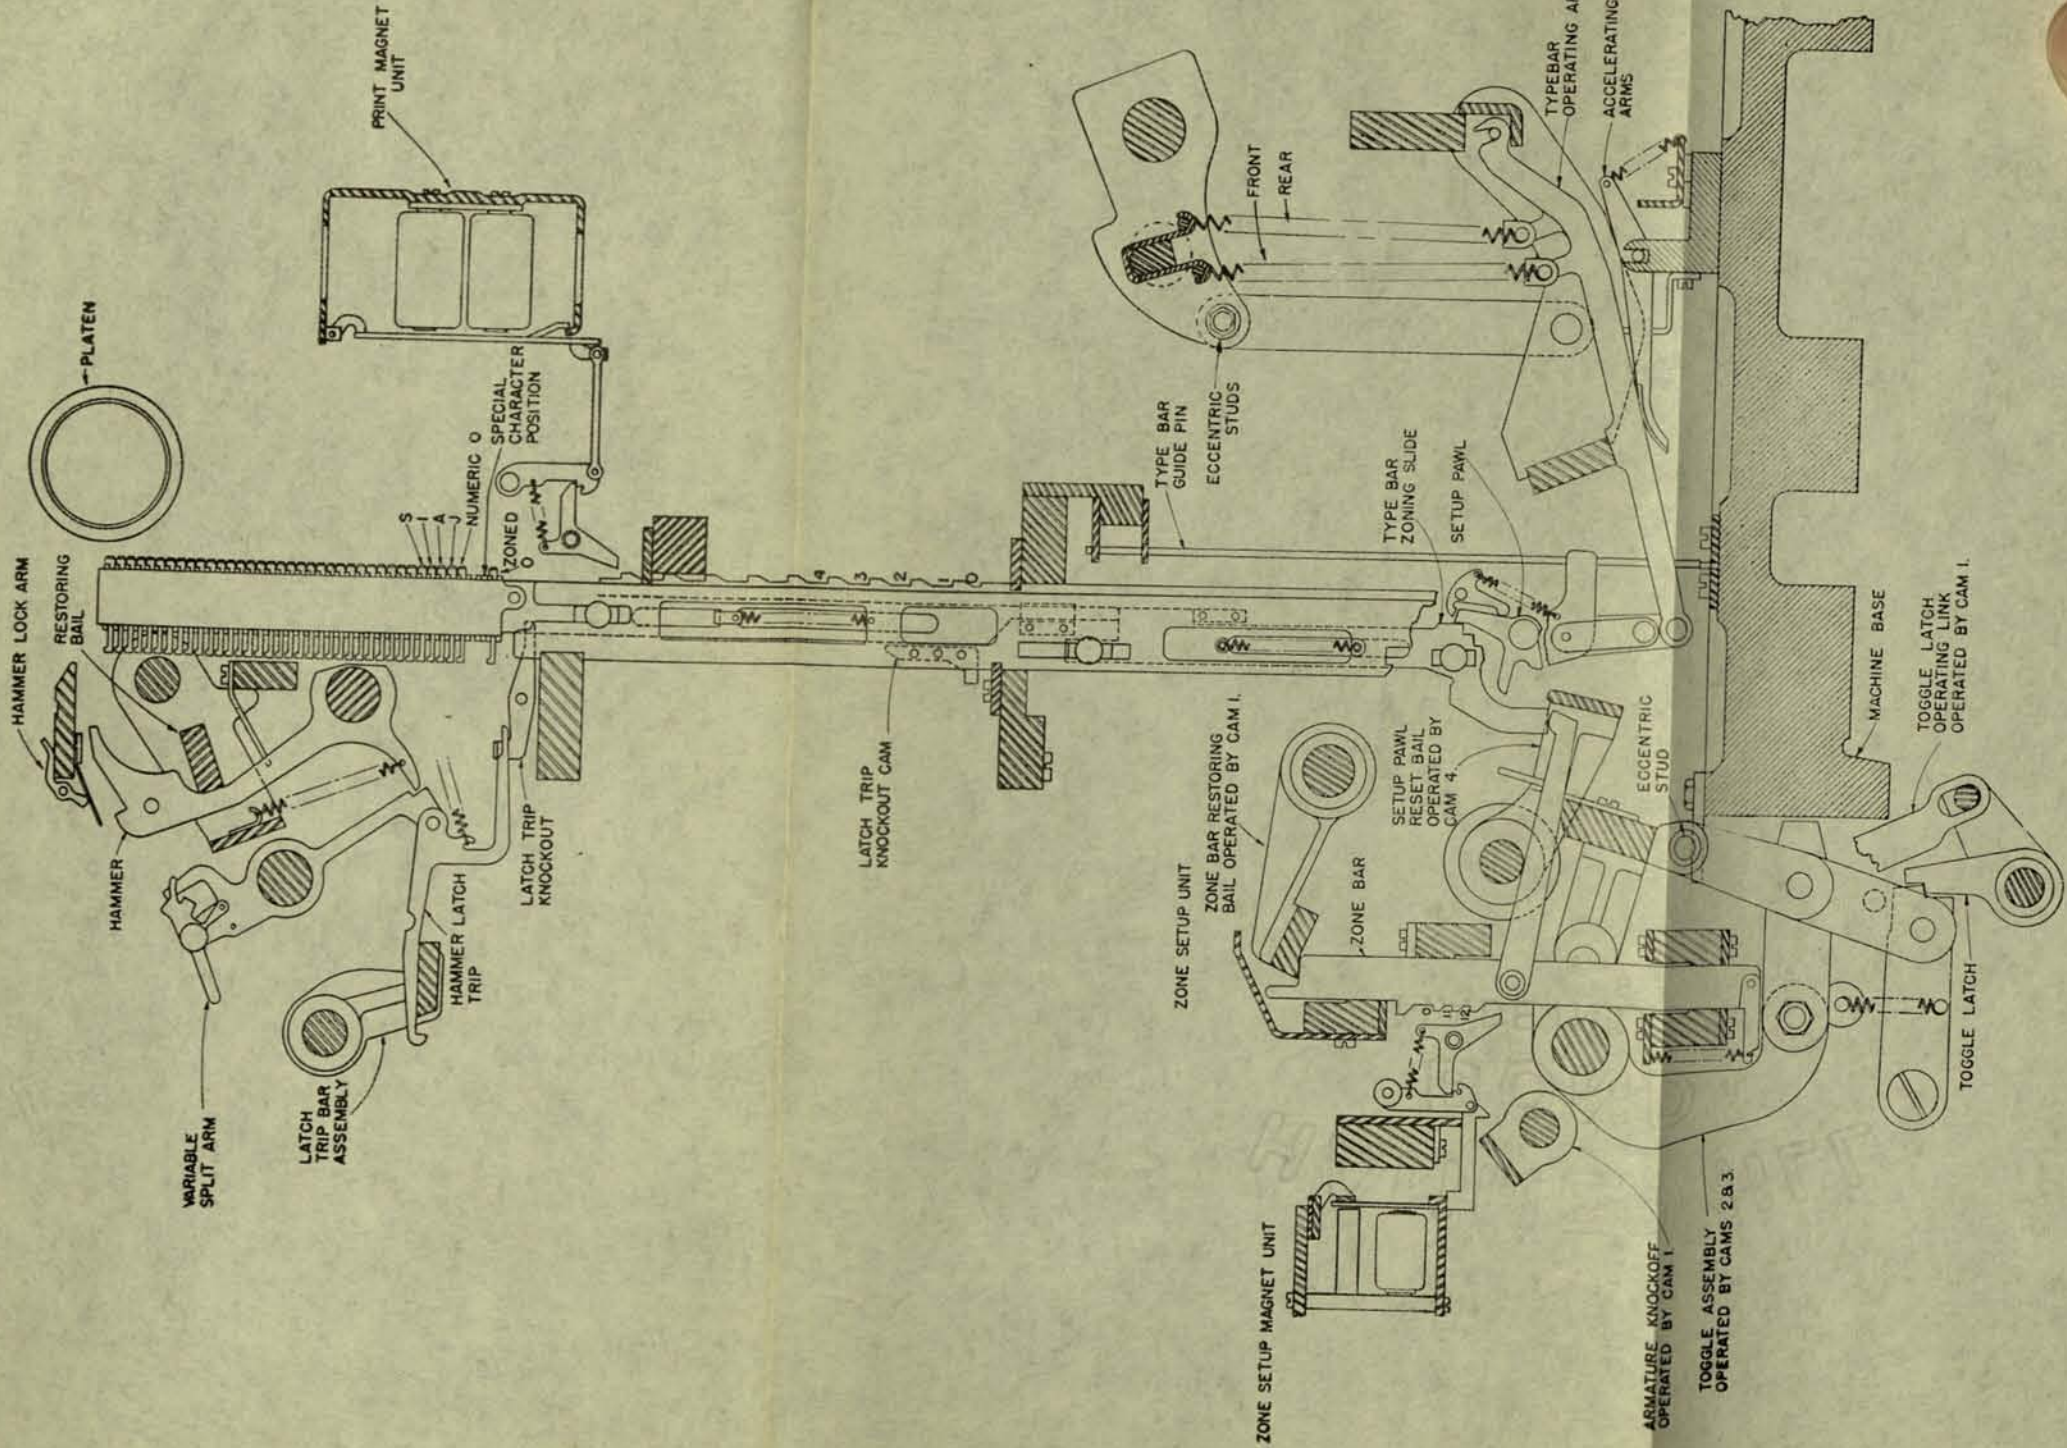 PLATEN
HAMMER LOCK ARM
RESTORING
BAIL
HAMMER
VARIABLE
SPLIT ARM
LATCH
TRIP BAR
ASSEMBLY
HAMMER LATCH
TRIP
LATCH TRIP
KNOCKOUT
PRINT MAGNET
UNIT
S
I
A
J
NUMERIC O
SPECIAL
CHARACTER
POSITION
ZONED
O
4
3
2
1
O
LATCH TRIP
KNOCKOUT CAM
TYPE BAR
GUIDE PIN
ECCENTRIC
STUDS
FRONT
REAR
TYPEBAR
OPERATING
ACCELERATING
ARMS
TYPE BAR
ZONING SLIDE
SETUP PAWL
ZONE SETUP UNIT
ZONE BAR RESTORING
BAIL OPERATED BY CAM 1.
ZONE BAR
SETUP PAWL
RESET BAIL
OPERATED BY
CAM 4.
ECCENTRIC
STUD
O
11
12
MACHINE BASE
TOGGLE LATCH
OPERATING LINK
OPERATED BY CAM 1.
TOGGLE LATCH
ZONE SETUP MAGNET UNIT
ARMATURE KNOCKOFF
OPERATED BY CAM 1.
TOGGLE ASSEMBLY
OPERATED BY CAMS 2&3.